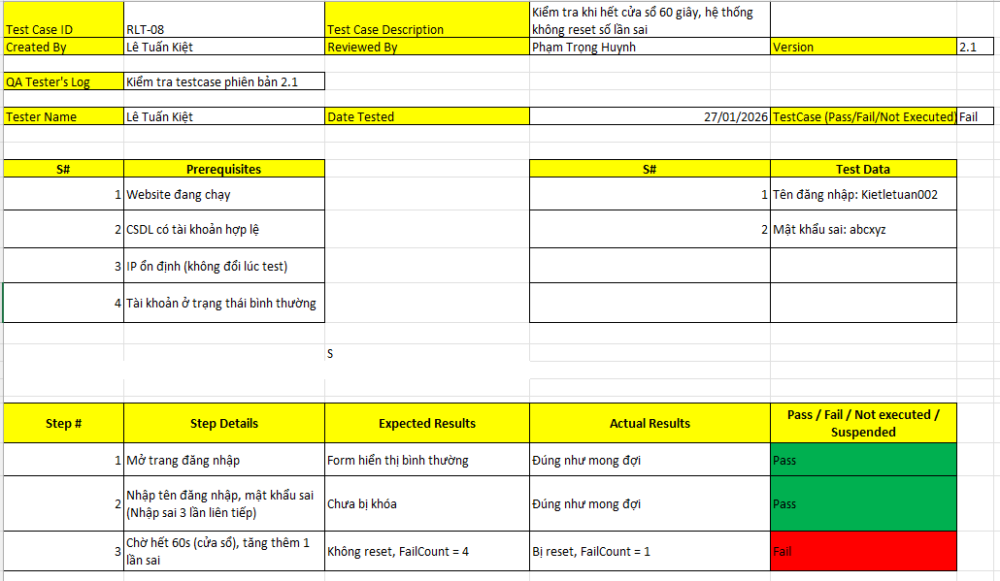 Test Case ID RLT-08 Test Case Description Kiểm tra khi hết cửa sổ 60 giây, hệ thống
không reset số lần sai
Created By Lê Tuấn Kiệt Reviewed By Phạm Trọng Huynh Version 2.1
QA Tester's Log Kiểm tra testcase phiên bản 2.1
Tester Name Lê Tuấn Kiệt Date Tested 27/01/2026 TestCase (Pass/Fail/Not Executed) Fail
S# Prerequisites S# Test Data
1 Website đang chạy 1 Tên đăng nhập: Kietletuan002
2 CSDL có tài khoản hợp lệ 2 Mật khẩu sai: abcxyz
3 IP ổn định (không đổi lúc test)
4 Tài khoản ở trạng thái bình thường
S
Step # Step Details Expected Results Actual Results Pass / Fail / Not executed /
Suspended
1 Mở trang đăng nhập Form hiển thị bình thường Đúng như mong đợi Pass
2 Nhập tên đăng nhập, mật khẩu sai
(Nhập sai 3 lần liên tiếp) Chưa bị khóa Đúng như mong đợi Pass
3 Chờ hết 60s (cửa sổ), tăng thêm 1
lần sai Không reset, FailCount = 4 Bị reset, FailCount = 1 Fail